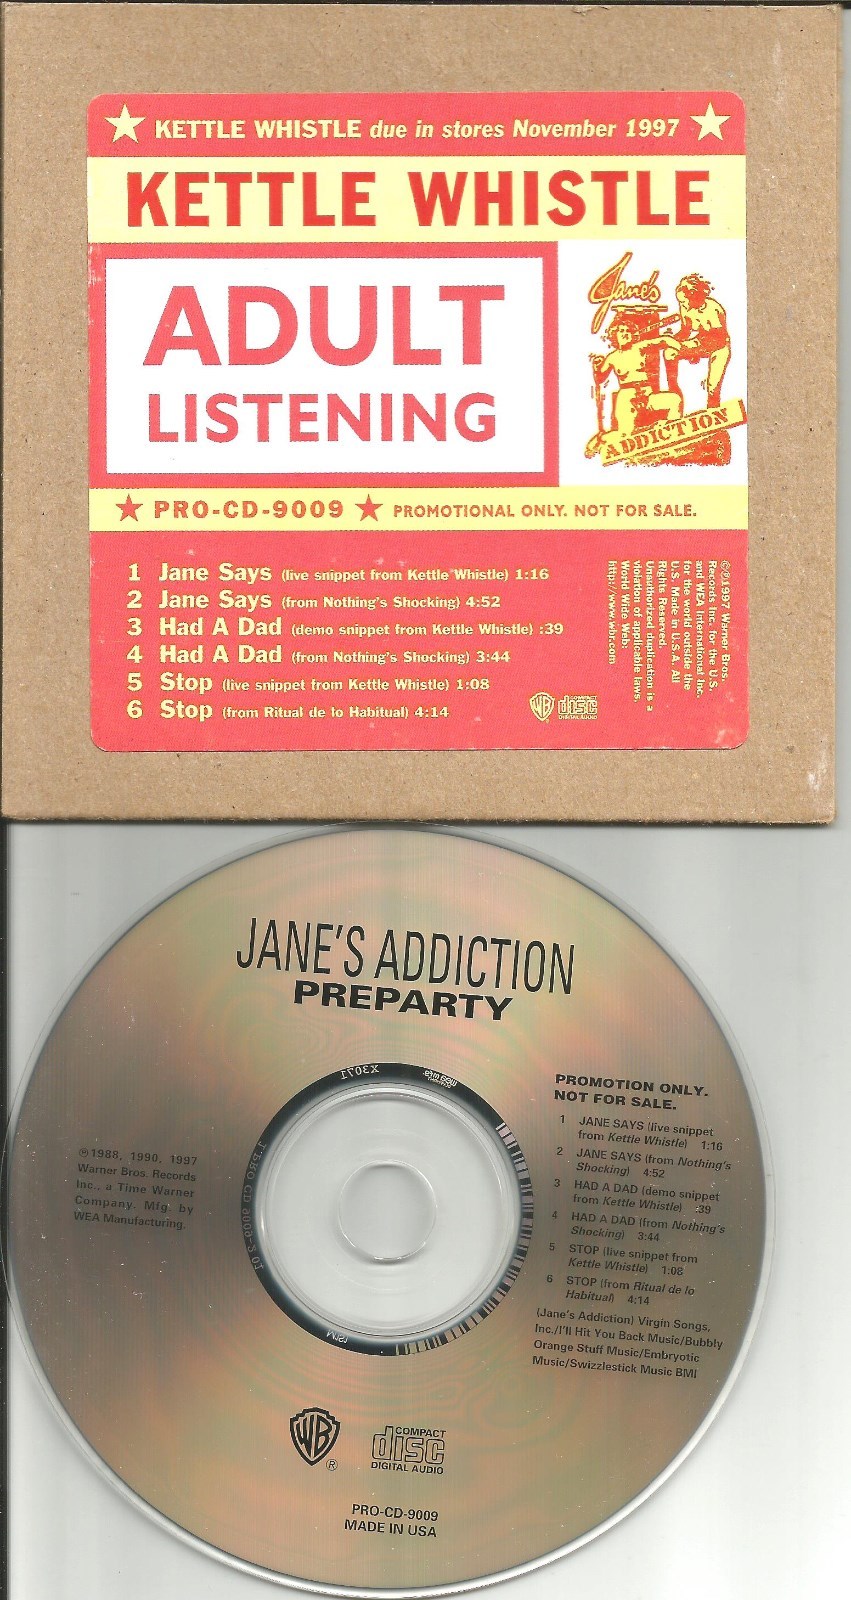 ★ KETTLE WHISTLE due in stores November 1997 ★
KETTLE WHISTLE
ADULT
LISTENING
Jane's
ADDICTION
★ PRO-CD-9009 ★ PROMOTIONAL ONLY. NOT FOR SALE.
1 Jane Says (live snippet from Kettle Whistle) 1:16
2 Jane Says (from Nothing's Shocking) 4:52
3 Had A Dad (demo snippet from Kettle Whistle) :39
4 Had A Dad (from Nothing's Shocking) 3:44
5 Stop (live snippet from Kettle Whistle) 1:08
6 Stop (from Ritual de lo Habitual) 4:14
WB
COMPACT
disc
DIGITAL AUDIO
©℗1997 Warner Bros.
Records Inc. for the U.S.
and WEA International Inc.
for the world outside the
U.S. Made in U.S.A. All
Rights Reserved.
Unauthorized duplication is a
violation of applicable laws.
World Wide Web:
http://www.wbr.com
JANE'S ADDICTION
PREPARTY
℗1988, 1990, 1997
Warner Bros. Records
Inc., a Time Warner
Company. Mfg. by
WEA Manufacturing.
X3071
PROMOTION ONLY.
NOT FOR SALE.
1 JANE SAYS (live snippet
from Kettle Whistle) 1:16
2 JANE SAYS (from Nothing's
Shocking) 4:52
3 HAD A DAD (demo snippet
from Kettle Whistle) :39
4 HAD A DAD (from Nothing's
Shocking) 3:44
5 STOP (live snippet from
Kettle Whistle) 1:08
6 STOP (from Ritual de lo
Habitual) 4:14
(Jane's Addiction) Virgin Songs,
Inc./I'll Hit You Back Music/Bubbly
Orange Stuff Music/Embryotic
Music/Swizzlestick Music BMI
WB
®
COMPACT
disc
DIGITAL AUDIO
PRO-CD-9009
MADE IN USA